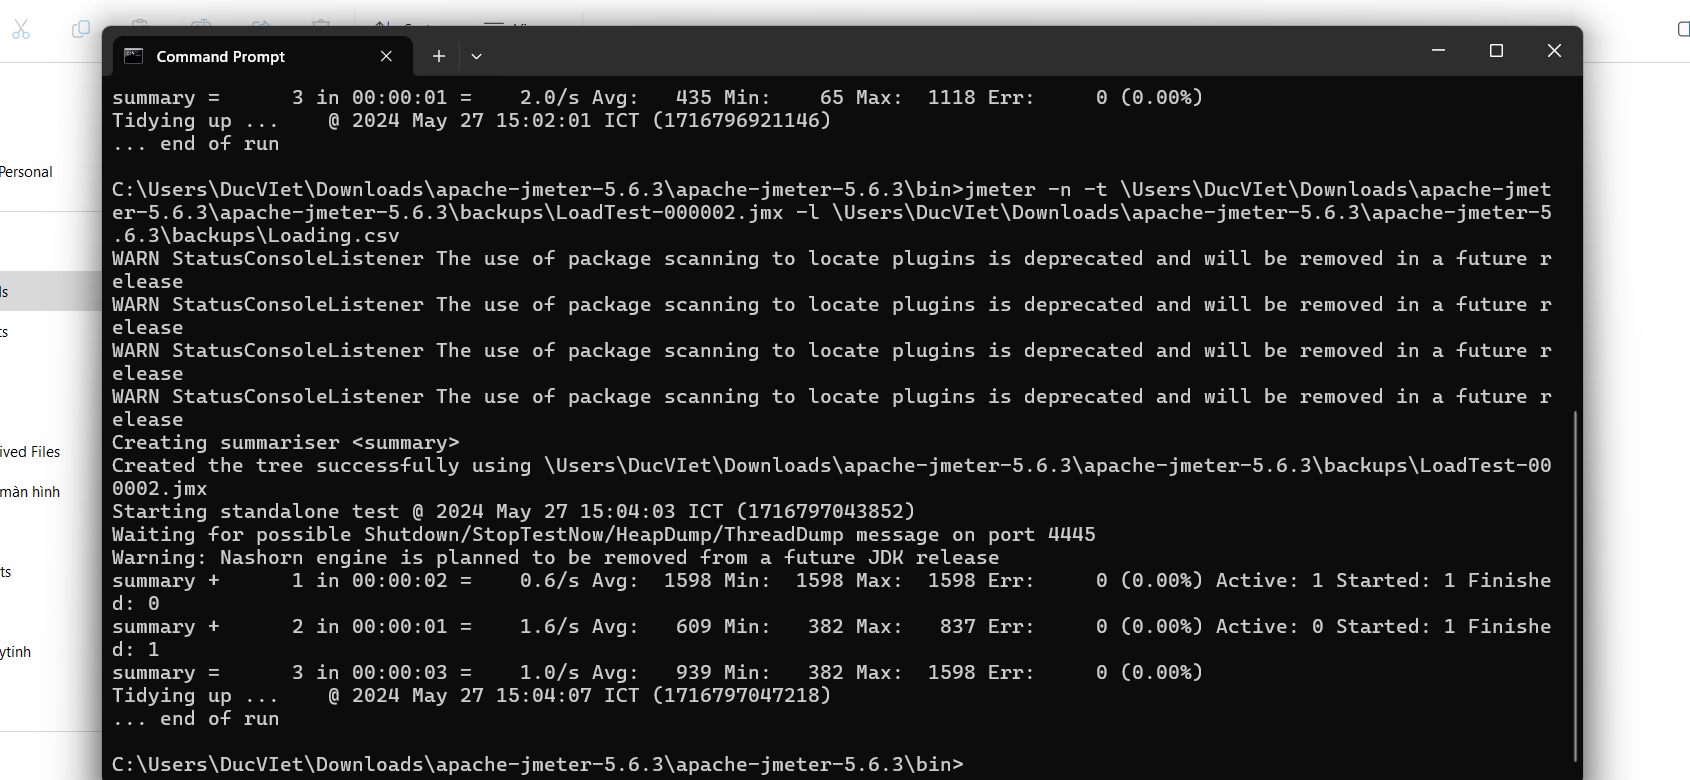 Command Prompt
summary =      3 in 00:00:01 =    2.0/s Avg:   435 Min:    65 Max:  1118 Err:     0 (0.00%)
Tidying up ...    @ 2024 May 27 15:02:01 ICT (1716796921146)
... end of run
C:\Users\DucVIet\Downloads\apache-jmeter-5.6.3\apache-jmeter-5.6.3\bin>jmeter -n -t \Users\DucVIet\Downloads\apache-jmet
er-5.6.3\apache-jmeter-5.6.3\backups\LoadTest-000002.jmx -l \Users\DucVIet\Downloads\apache-jmeter-5.6.3\apache-jmeter-5
.6.3\backups\Loading.csv
WARN StatusConsoleListener The use of package scanning to locate plugins is deprecated and will be removed in a future r
elease
WARN StatusConsoleListener The use of package scanning to locate plugins is deprecated and will be removed in a future r
elease
WARN StatusConsoleListener The use of package scanning to locate plugins is deprecated and will be removed in a future r
elease
WARN StatusConsoleListener The use of package scanning to locate plugins is deprecated and will be removed in a future r
elease
Creating summariser <summary>
Created the tree successfully using \Users\DucVIet\Downloads\apache-jmeter-5.6.3\apache-jmeter-5.6.3\backups\LoadTest-00
0002.jmx
Starting standalone test @ 2024 May 27 15:04:03 ICT (1716797043852)
Waiting for possible Shutdown/StopTestNow/HeapDump/ThreadDump message on port 4445
Warning: Nashorn engine is planned to be removed from a future JDK release
summary +      1 in 00:00:02 =    0.6/s Avg:  1598 Min:  1598 Max:  1598 Err:     0 (0.00%) Active: 1 Started: 1 Finishe
d: 0
summary +      2 in 00:00:01 =    1.6/s Avg:   609 Min:   382 Max:   837 Err:     0 (0.00%) Active: 0 Started: 1 Finishe
d: 1
summary =      3 in 00:00:03 =    1.0/s Avg:   939 Min:   382 Max:  1598 Err:     0 (0.00%)
Tidying up ...    @ 2024 May 27 15:04:07 ICT (1716797047218)
... end of run
C:\Users\DucVIet\Downloads\apache-jmeter-5.6.3\apache-jmeter-5.6.3\bin>
Personal
ls
ts
ived Files
màn hình
ts
ytinh